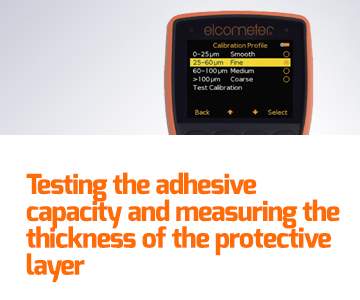 elcometer
Calibration Profile
0-25µm Smooth
25-60µm Fine
60-100µm Medium
>100µm Coarse
Test Calibration
Back Select
Testing the adhesive
capacity and measuring the
thickness of the protective
layer